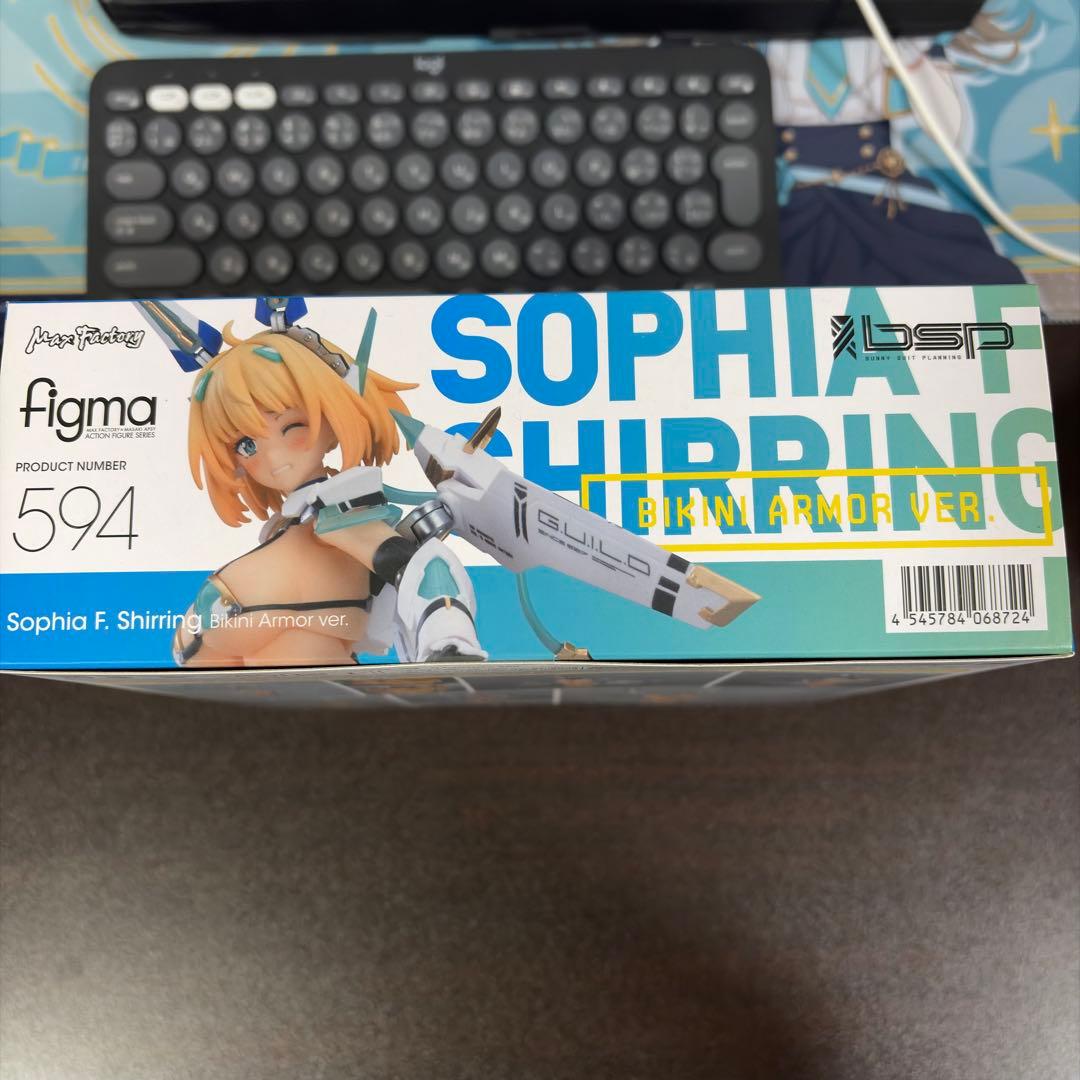 logi
Max Factory
figma
MAX FACTORY × MASAKI APSY
ACTION FIGURE SERIES
PRODUCT NUMBER
594
SOPHIA F
SHIRRING
bsp
BUNNY SUIT PLANNING
BIKINI ARMOR VER.
G.U.I.L.D
Sophia F. Shirring Bikini Armor ver.
4 545784 068724